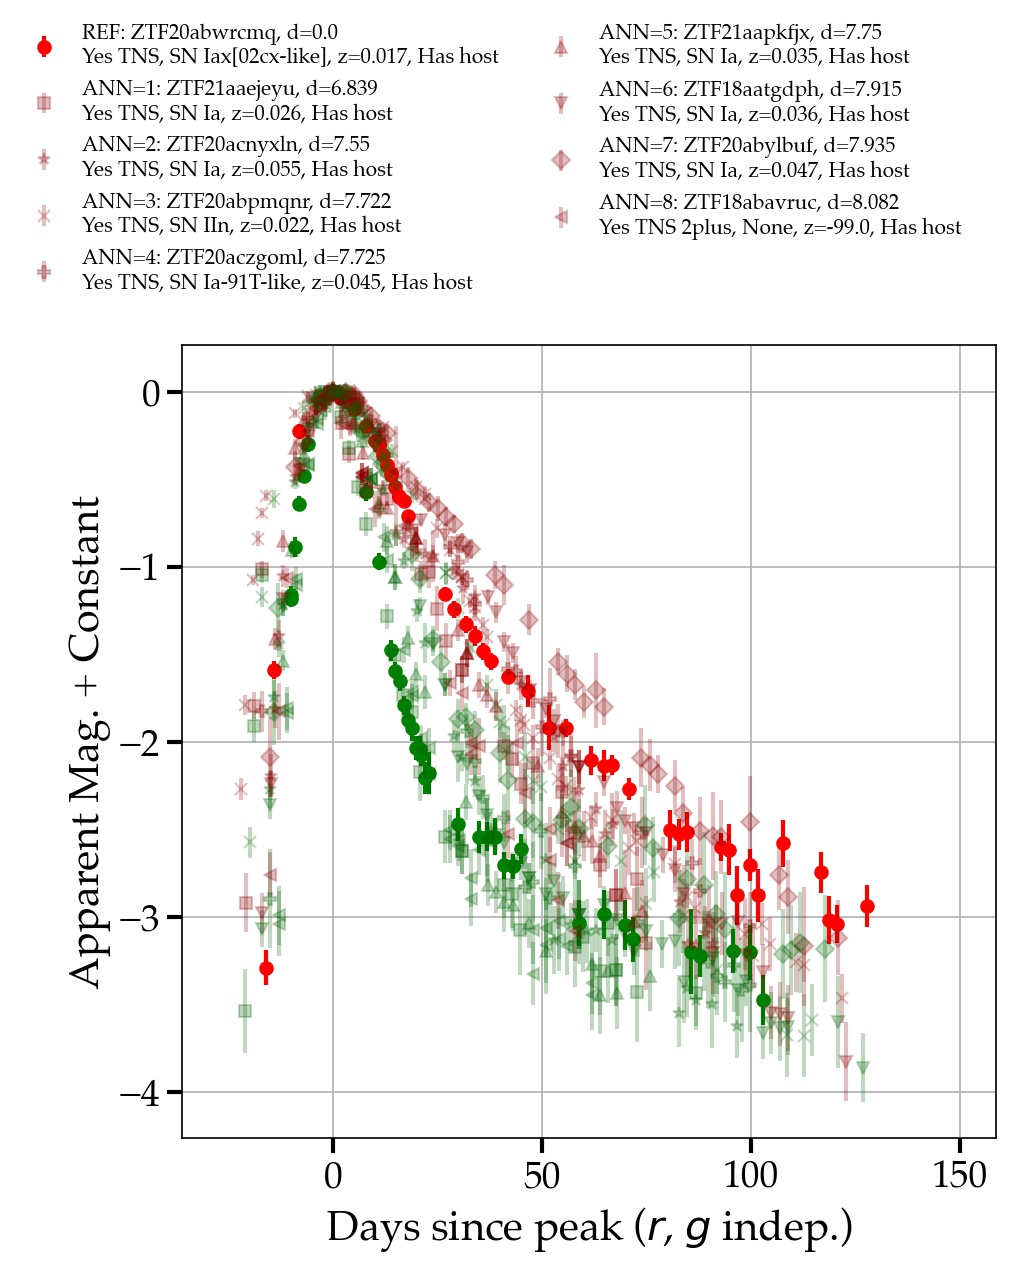 REF: ZTF20abwrcmq, d=0.0
Yes TNS, SN Iax[02cx-like], z=0.017, Has host
ANN=1: ZTF21aaejeyu, d=6.839
Yes TNS, SN Ia, z=0.026, Has host
ANN=2: ZTF20acnyxln, d=7.55
Yes TNS, SN Ia, z=0.055, Has host
ANN=3: ZTF20abpmqnr, d=7.722
Yes TNS, SN IIn, z=0.022, Has host
ANN=4: ZTF20aczgoml, d=7.725
Yes TNS, SN Ia-91T-like, z=0.045, Has host
ANN=5: ZTF21aapkfjx, d=7.75
Yes TNS, SN Ia, z=0.035, Has host
ANN=6: ZTF18aatgdph, d=7.915
Yes TNS, SN Ia, z=0.036, Has host
ANN=7: ZTF20abylbuf, d=7.935
Yes TNS, SN Ia, z=0.047, Has host
ANN=8: ZTF18abavruc, d=8.082
Yes TNS 2plus, None, z=-99.0, Has host
Apparent Mag. + Constant
0
−1
−2
−3
−4
0
50
100
150
Days since peak (r, g indep.)